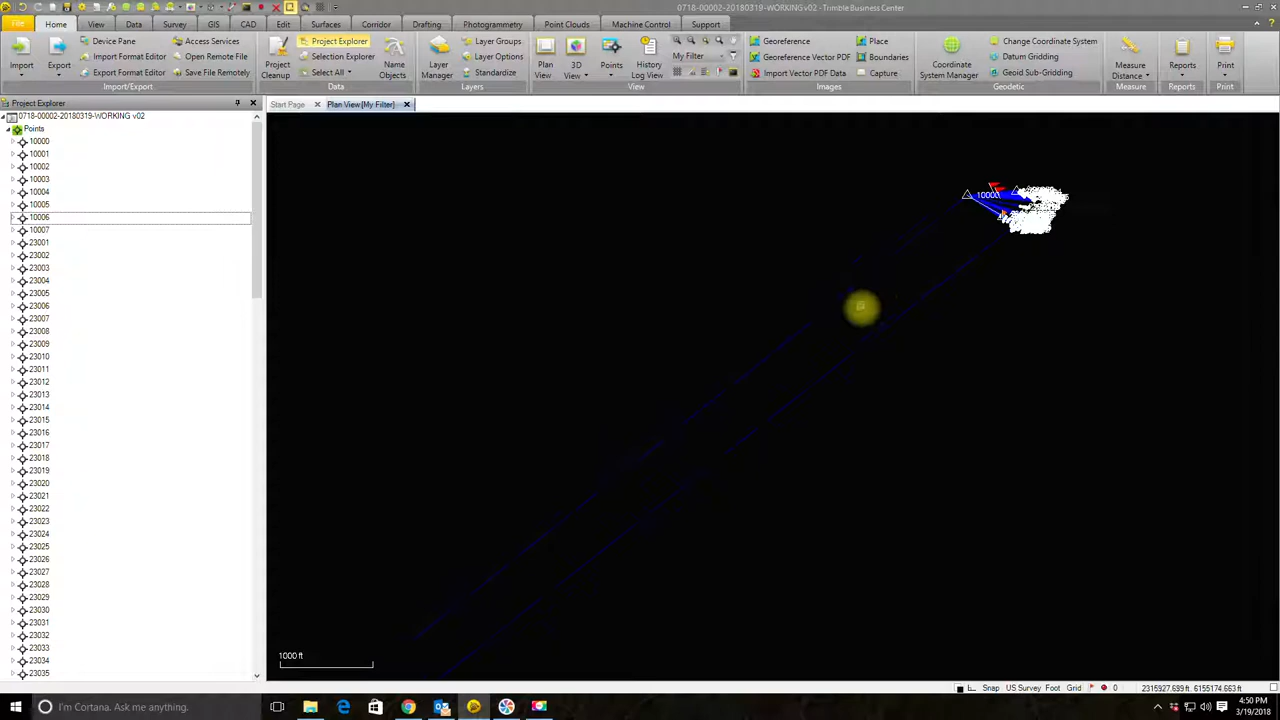 0718-00002-20180319-WORKING v02 - Trimble Business Center
File Home View Data Survey GIS CAD Edit Surfaces Corridor Drafting Photogrammetry Point Clouds Machine Control Support
Import
Export
Device Pane
Import Format Editor
Export Format Editor
Access Services
Open Remote File
Save File Remotely
Import/Export
Project Cleanup
Project Explorer
Selection Explorer
Select All
Name Objects
Data
Layer Manager
Layer Groups
Layer Options
Standardize
Layers
Plan View
3D View
Points
History Log View
My Filter
View
Georeference
Georeference Vector PDF
Import Vector PDF Data
Place
Boundaries
Capture
Images
Coordinate System Manager
Change Coordinate System
Datum Gridding
Geoid Sub-Gridding
Geodetic
Measure Distance
Measure
Reports
Reports
Print
Print
Project Explorer
Start Page
Plan View [My Filter]
0718-00002-20180319-WORKING v02
Points
10000
10001
10002
10003
10004
10005
10006
10007
23001
23002
23003
23004
23005
23006
23007
23008
23009
23010
23011
23012
23013
23014
23015
23016
23017
23018
23019
23020
23021
23022
23023
23024
23025
23026
23027
23028
23029
23030
23031
23032
23033
23034
23035
1000 ft
Snap US Survey Foot Grid 0 2315927.699 ft, 6155174.663 ft
I'm Cortana. Ask me anything.
4:50 PM
3/19/2018